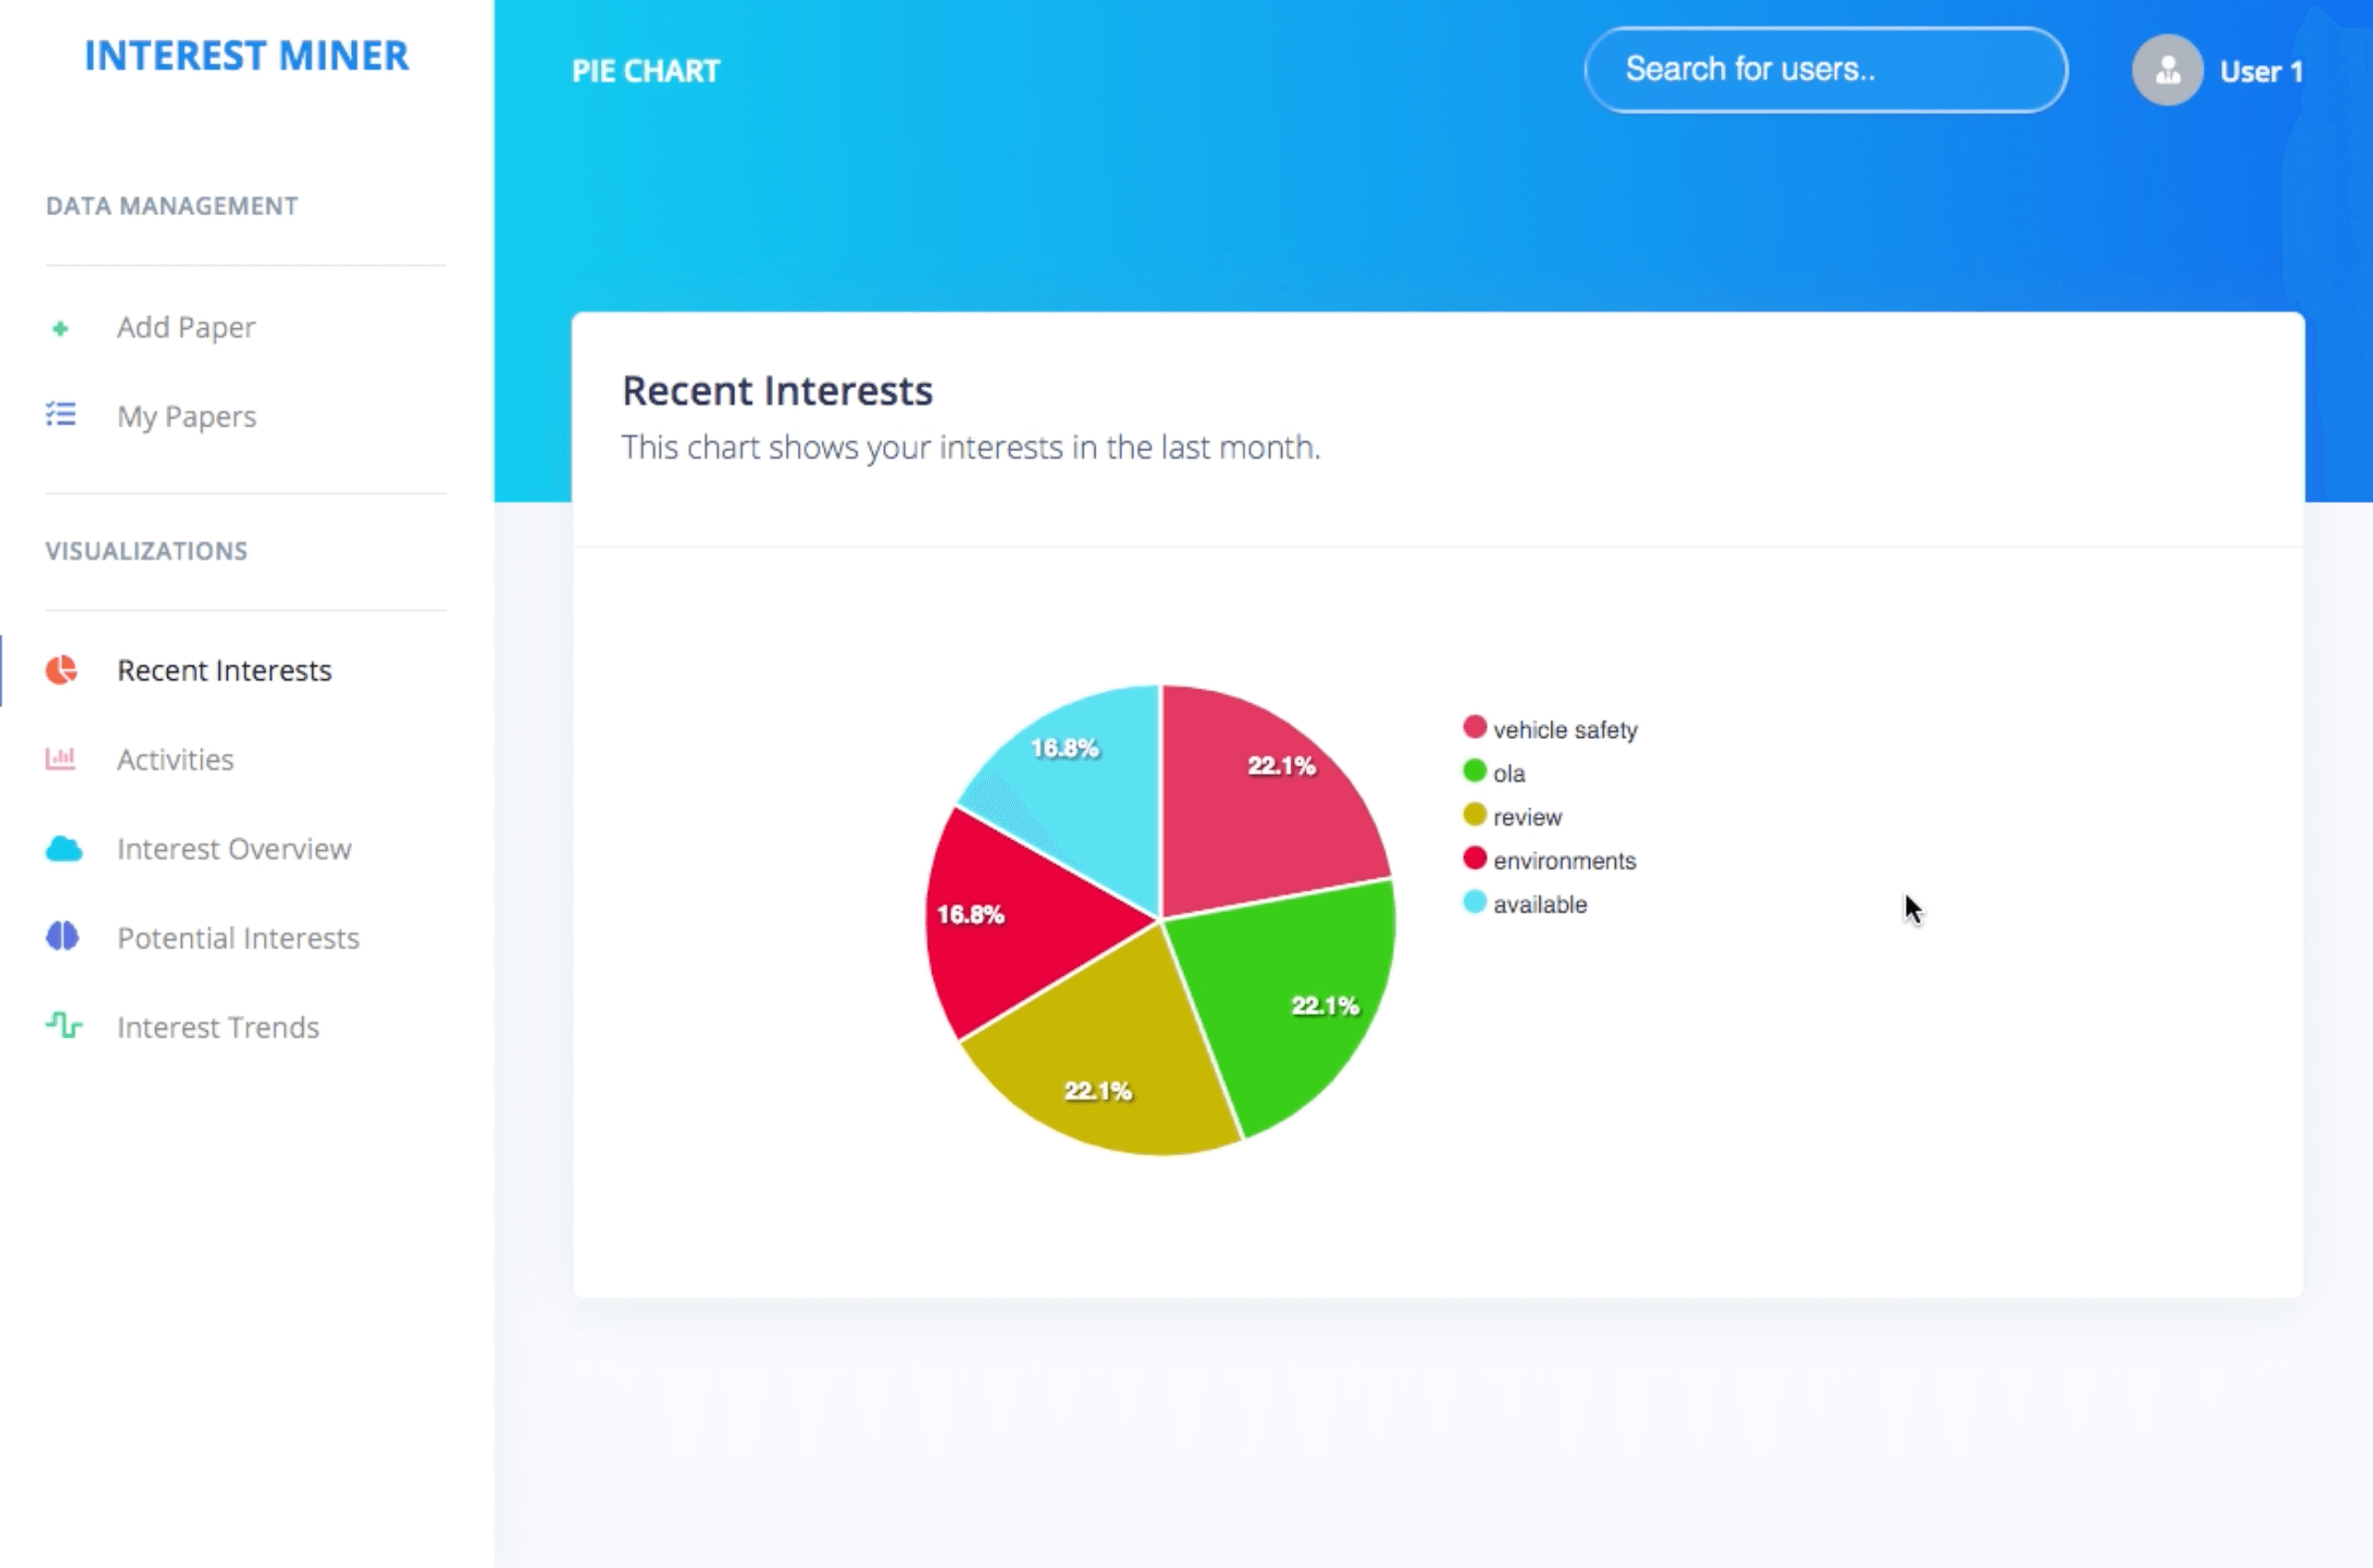 INTEREST MINER
DATA MANAGEMENT
Add Paper
My Papers
VISUALIZATIONS
Recent Interests
Activities
Interest Overview
Potential Interests
Interest Trends
PIE CHART
Search for users..
User 1
Recent Interests
This chart shows your interests in the last month.
16.8%
22.1%
16.8%
22.1%
22.1%
vehicle safety
ola
review
environments
available